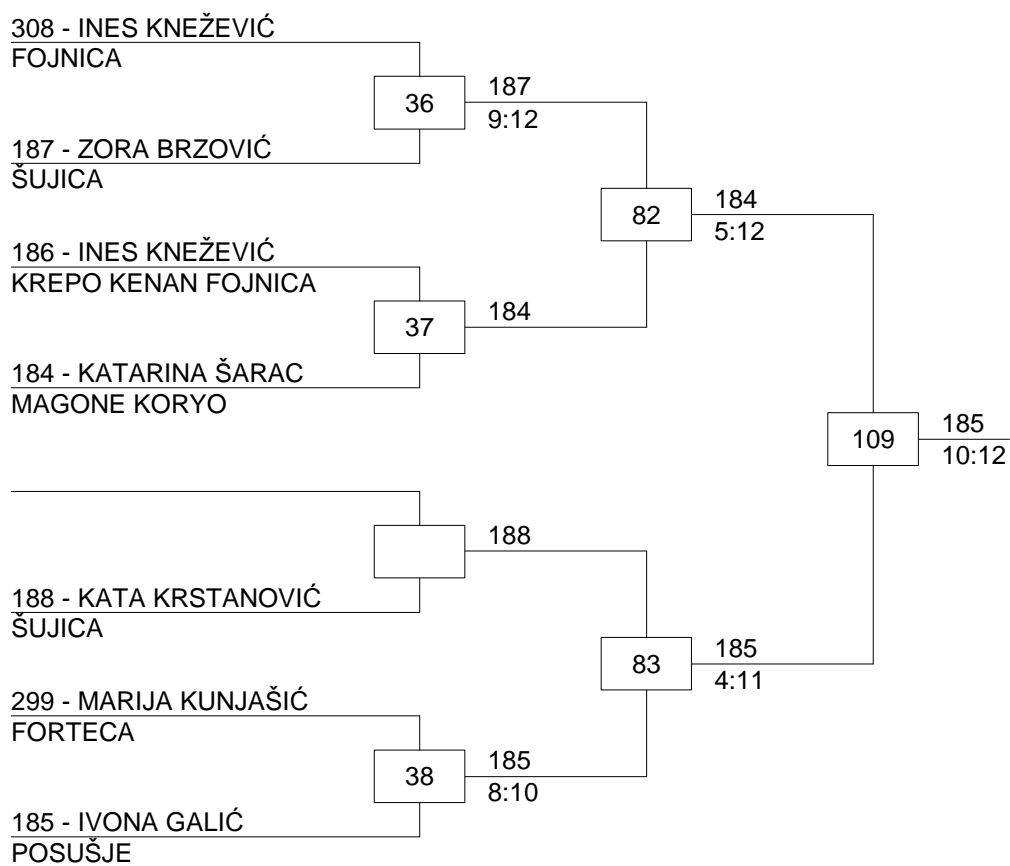 308 - INES KNEŽEVIĆ
FOJNICA
36
187
9:12
187 - ZORA BRZOVIĆ
ŠUJICA
82
184
5:12
186 - INES KNEŽEVIĆ
KREPO KENAN FOJNICA
37
184
184 - KATARINA ŠARAC
MAGONE KORYO
109
185
10:12
188
188 - KATA KRSTANOVIĆ
ŠUJICA
83
185
4:11
299 - MARIJA KUNJAŠIĆ
FORTECA
38
185
8:10
185 - IVONA GALIĆ
POSUŠJE